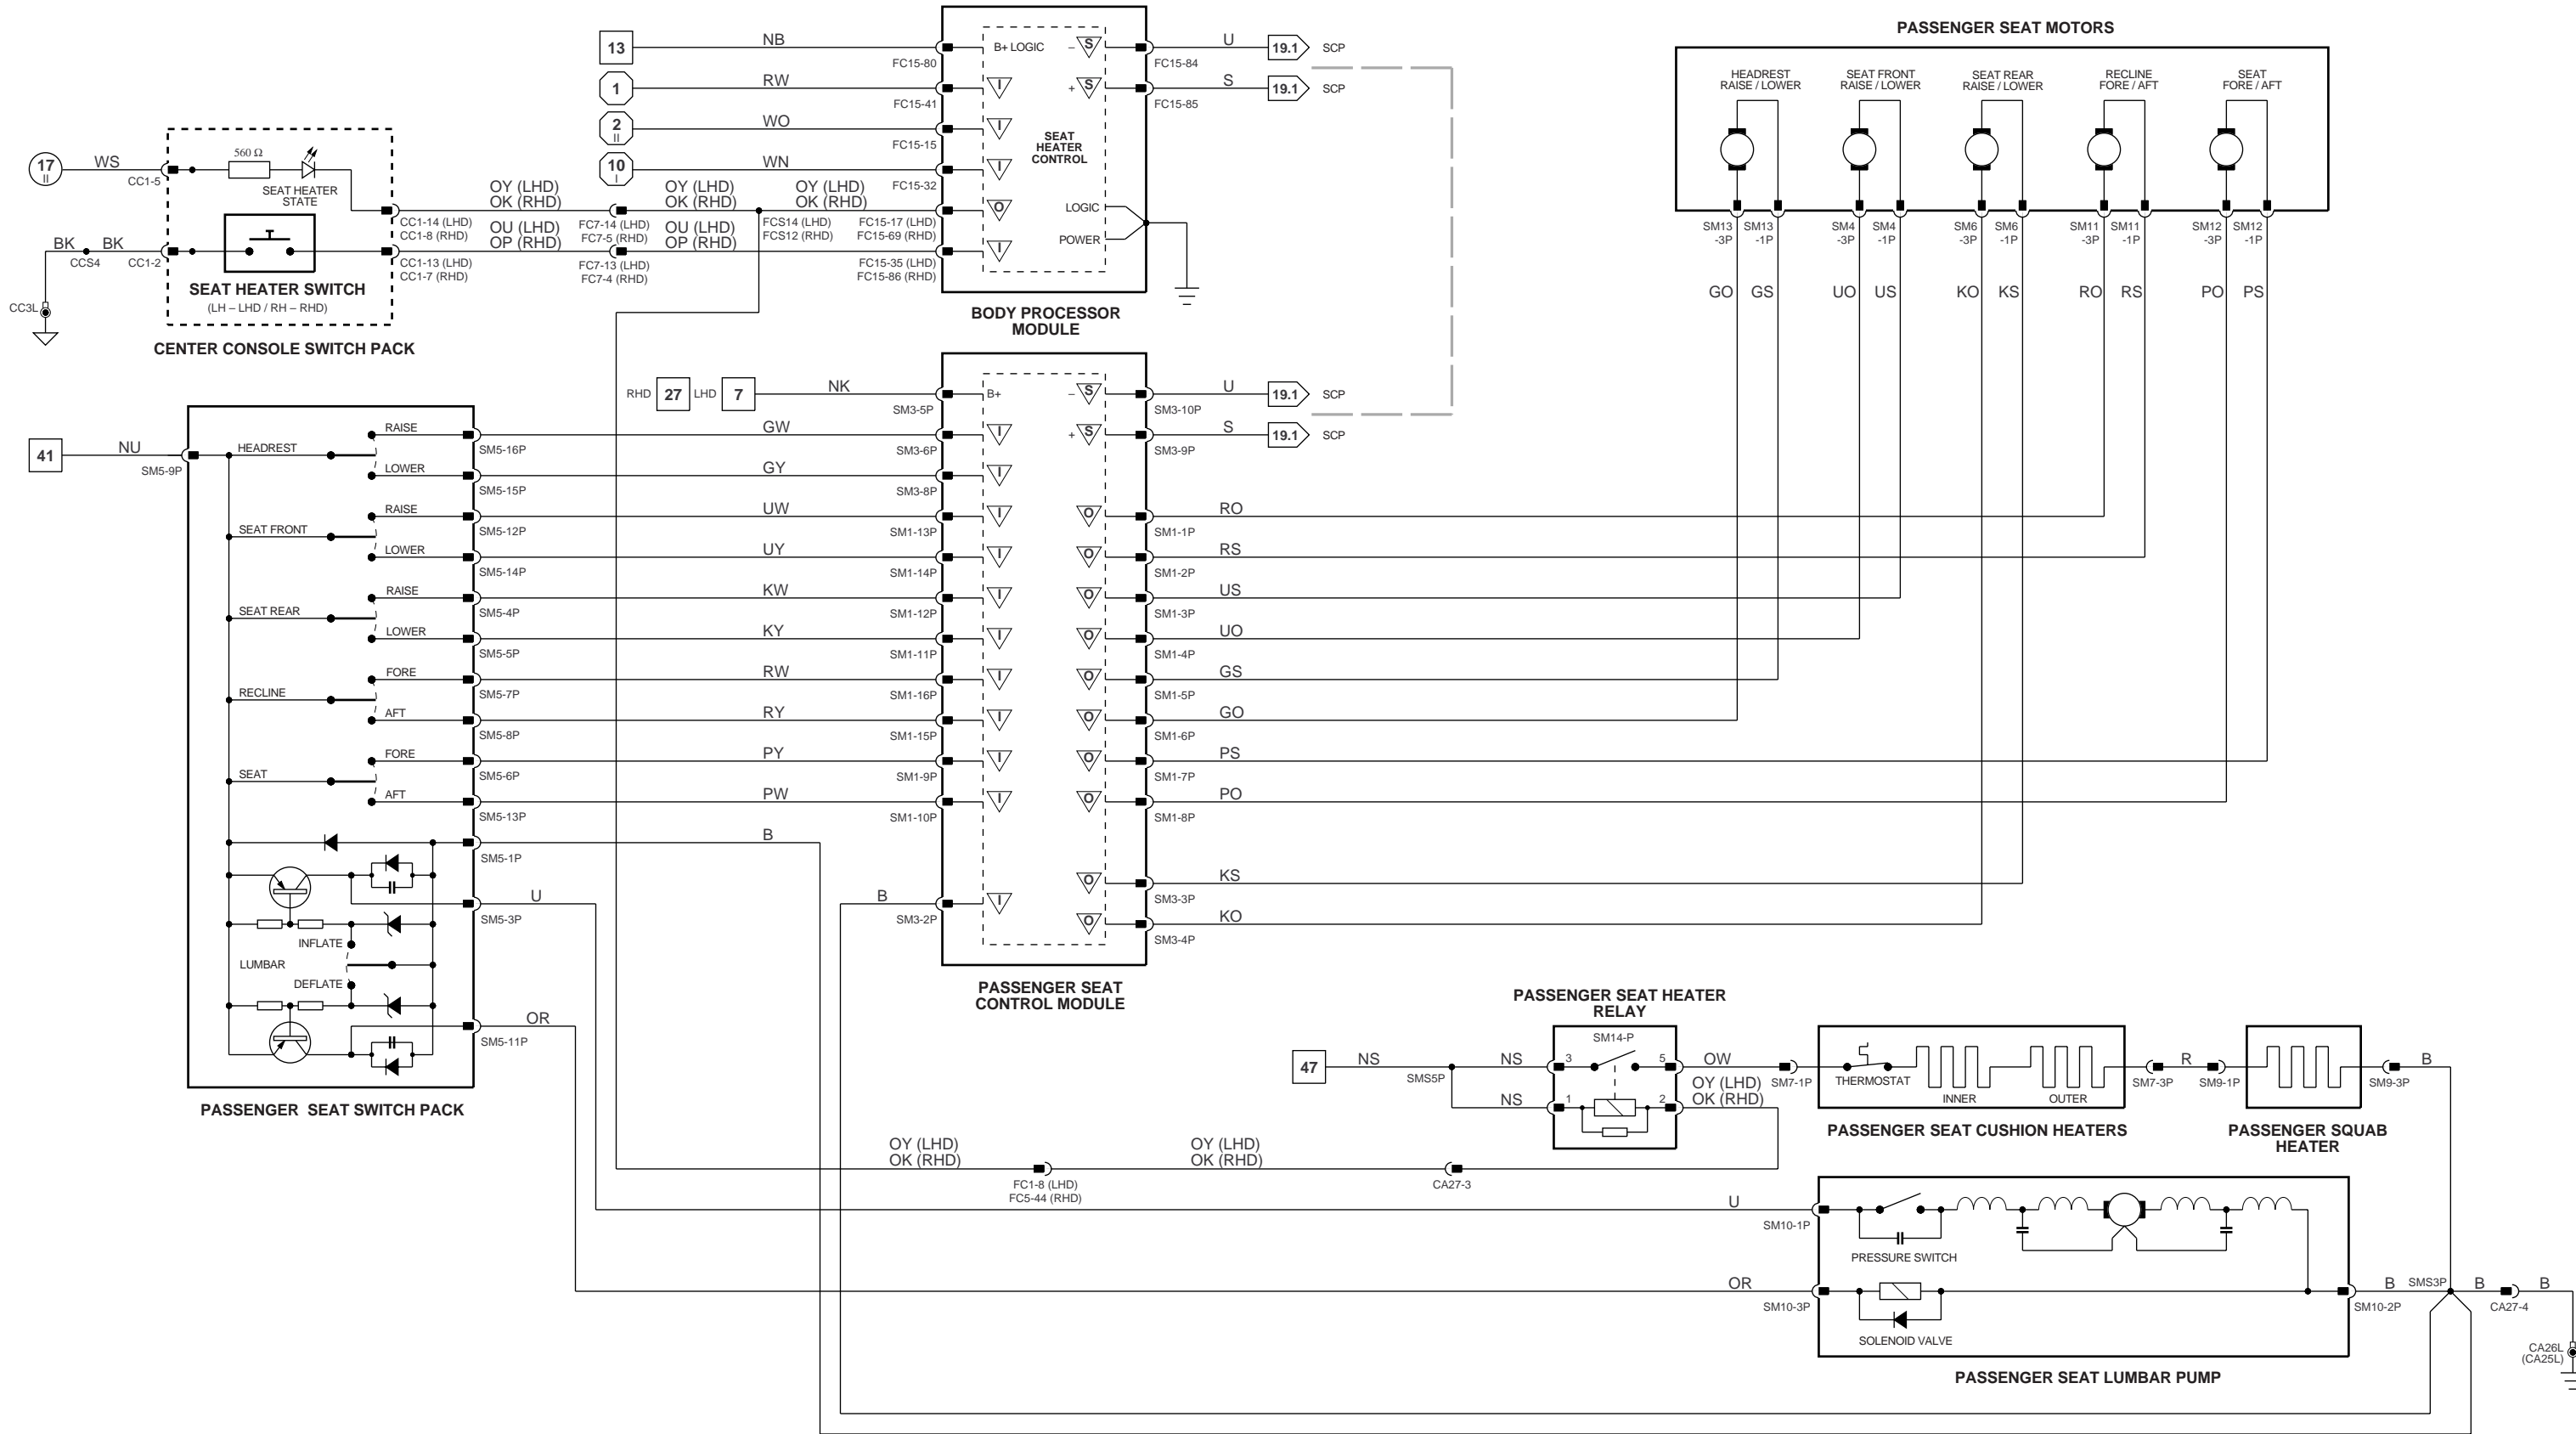 PASSENGER SEAT MOTORS
HEADREST
RAISE / LOWER
SEAT FRONT
RAISE / LOWER
SEAT REAR
RAISE / LOWER
RECLINE
FORE / AFT
SEAT
FORE / AFT
SM13
-3P
SM13
-1P
SM4
-3P
SM4
-1P
SM6
-3P
SM6
-1P
SM11
-3P
SM11
-1P
SM12
-3P
SM12
-1P
GO GS UO US KO KS RO RS PO PS
13 NB FC15-80 B+ LOGIC – S FC15-84 U 19.1 SCP
1 RW FC15-41 I + S FC15-85 S 19.1 SCP
2
II
WO FC15-15 I
SEAT
HEATER
CONTROL
10
I
WN FC15-32 I
17
II
WS CC1-5 560 Ω
SEAT HEATER
STATE
CC1-14 (LHD)
CC1-8 (RHD)
OY (LHD)
OK (RHD)
FC7-14 (LHD)
FC7-5 (RHD)
OY (LHD)
OK (RHD)
FCS14 (LHD)
FCS12 (RHD)
OY (LHD)
OK (RHD)
FC15-17 (LHD)
FC15-69 (RHD)
O LOGIC
POWER
BK BK
CCS4 CC1-2
CC3L
CC1-13 (LHD)
CC1-7 (RHD)
OU (LHD)
OP (RHD)
FC7-13 (LHD)
FC7-4 (RHD)
OU (LHD)
OP (RHD)
FC15-35 (LHD)
FC15-86 (RHD)
I
SEAT HEATER SWITCH
(LH – LHD / RH – RHD)
CENTER CONSOLE SWITCH PACK
BODY PROCESSOR
MODULE
RHD 27 LHD 7 NK SM3-5P B+ – S SM3-10P U 19.1 SCP
41 NU SM5-9P
HEADREST
RAISE SM5-16P GW SM3-6P I + S SM3-9P S 19.1 SCP
LOWER SM5-15P GY SM3-8P I
SEAT FRONT
RAISE SM5-12P UW SM1-13P I O SM1-1P RO
LOWER SM5-14P UY SM1-14P I O SM1-2P RS
SEAT REAR
RAISE SM5-4P KW SM1-12P I O SM1-3P US
LOWER SM5-5P KY SM1-11P I O SM1-4P UO
RECLINE
FORE SM5-7P RW SM1-16P I O SM1-5P GS
AFT SM5-8P RY SM1-15P I O SM1-6P GO
SEAT
FORE SM5-6P PY SM1-9P I O SM1-7P PS
AFT SM5-13P PW SM1-10P I O SM1-8P PO
SM5-1P B
O SM3-3P KS
SM5-3P U
B SM3-2P I
O SM3-4P KO
INFLATE
LUMBAR
DEFLATE
SM5-11P OR
PASSENGER SEAT SWITCH PACK
PASSENGER SEAT
CONTROL MODULE
PASSENGER SEAT HEATER
RELAY
SM14-P
47 NS SMS5P NS 3 5 OW SM7-1P
NS 1 2
OY (LHD)
OK (RHD)
THERMOSTAT
INNER
OUTER
SM7-3P R SM9-1P SM9-3P B
PASSENGER SEAT CUSHION HEATERS
PASSENGER SQUAB
HEATER
OY (LHD)
OK (RHD)
FC1-8 (LHD)
FC5-44 (RHD)
OY (LHD)
OK (RHD)
CA27-3
U SM10-1P
PRESSURE SWITCH
OR SM10-3P
SOLENOID VALVE
SM10-2P B SMS3P B CA27-4 B
CA26L
(CA25L)
PASSENGER SEAT LUMBAR PUMP